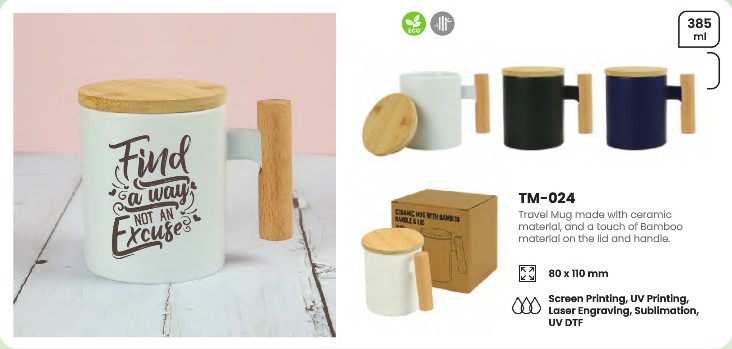 ECO
385
ml
Find
a way
NOT AN
Excuse
CERAMIC MUG WITH BAMBOO
HANDLE & LID
TM-024
Travel Mug made with ceramic
material, and a touch of Bamboo
material on the lid and handle.
80 x 110 mm
Screen Printing, UV Printing,
Laser Engraving, Sublimation,
UV DTF